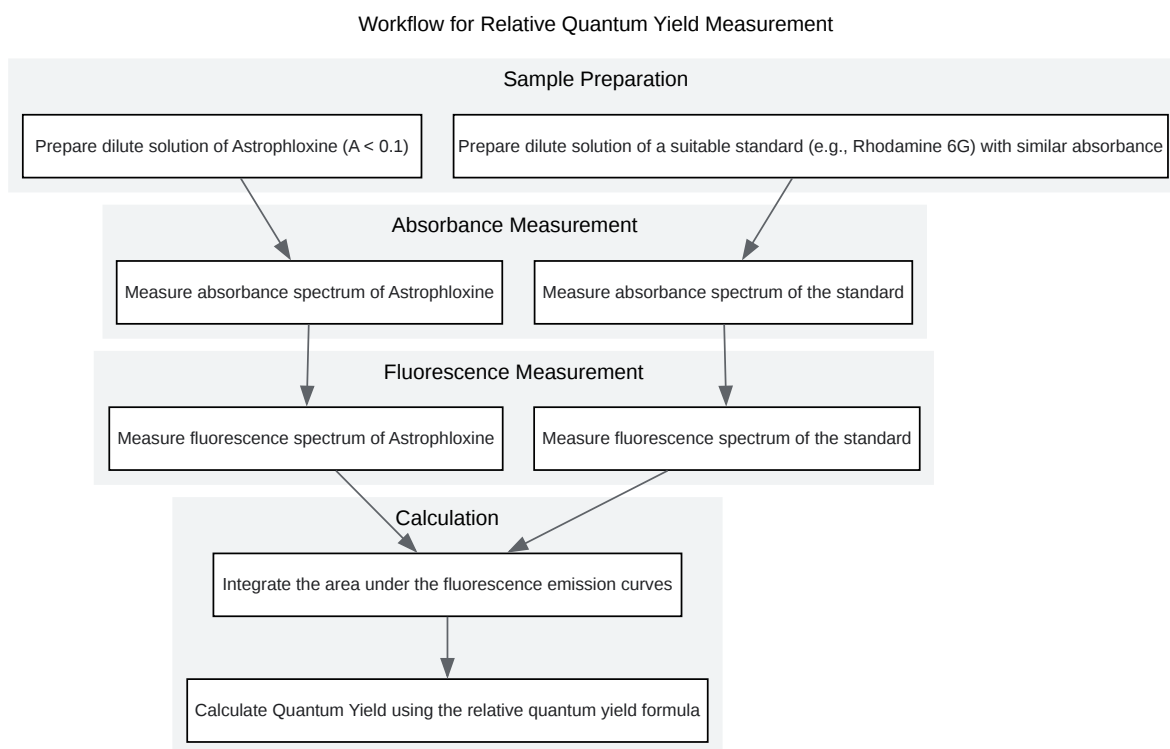 Workflow for Relative Quantum Yield Measurement
Sample Preparation
Prepare dilute solution of Astrophloxine (A < 0.1)
Prepare dilute solution of a suitable standard (e.g., Rhodamine 6G) with similar absorbance
Absorbance Measurement
Measure absorbance spectrum of Astrophloxine
Measure absorbance spectrum of the standard
Fluorescence Measurement
Measure fluorescence spectrum of Astrophloxine
Measure fluorescence spectrum of the standard
Calculation
Integrate the area under the fluorescence emission curves
Calculate Quantum Yield using the relative quantum yield formula